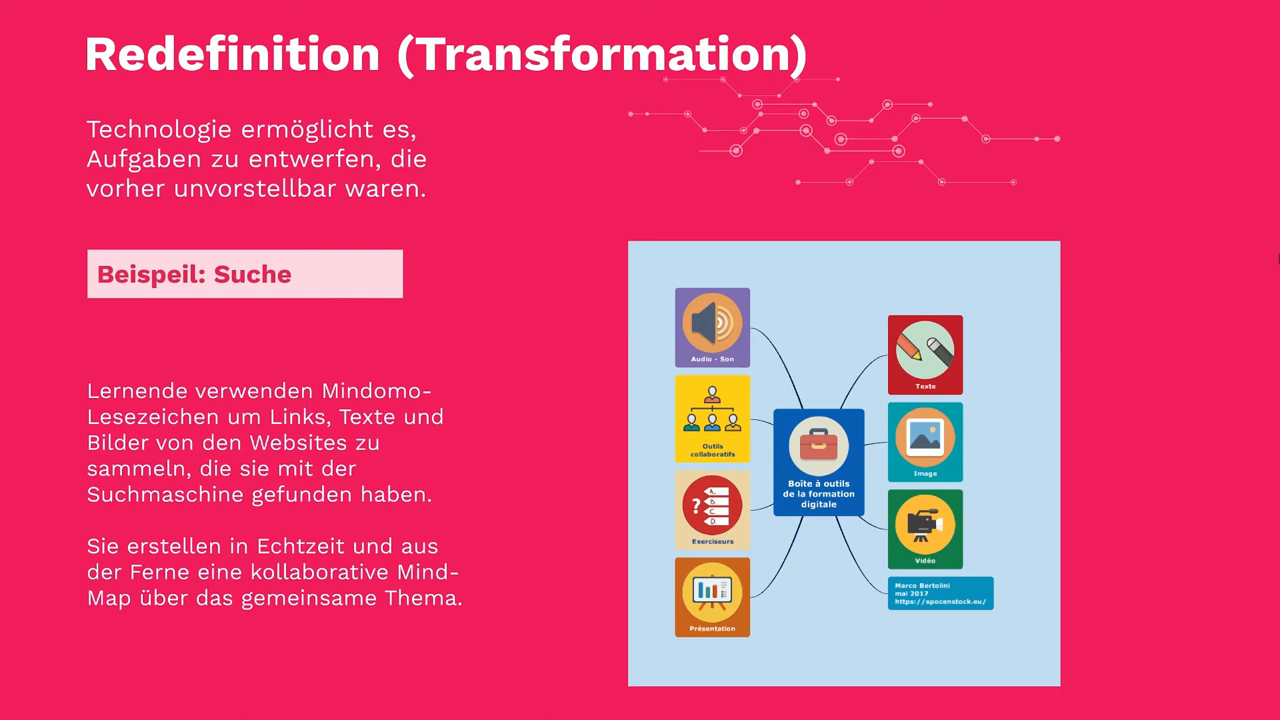 Redefinition (Transformation)
Technologie ermöglicht es,
Aufgaben zu entwerfen, die
vorher unvorstellbar waren.
Beispeil: Suche
Lernende verwenden Mindomo-
Lesezeichen um Links, Texte und
Bilder von den Websites zu
sammeln, die sie mit der
Suchmaschine gefunden haben.
Sie erstellen in Echtzeit und aus
der Ferne eine kollaborative Mind-
Map über das gemeinsame Thema.
Audio - Son
Outils
collaboratifs
?
A.
B.
C.
D.
Exerciseurs
Présentation
Boîte à outils
de la formation
digitale
Texte
Image
Vidéo
Marco Bertolini
mai 2017
https://spocenstock.eu/